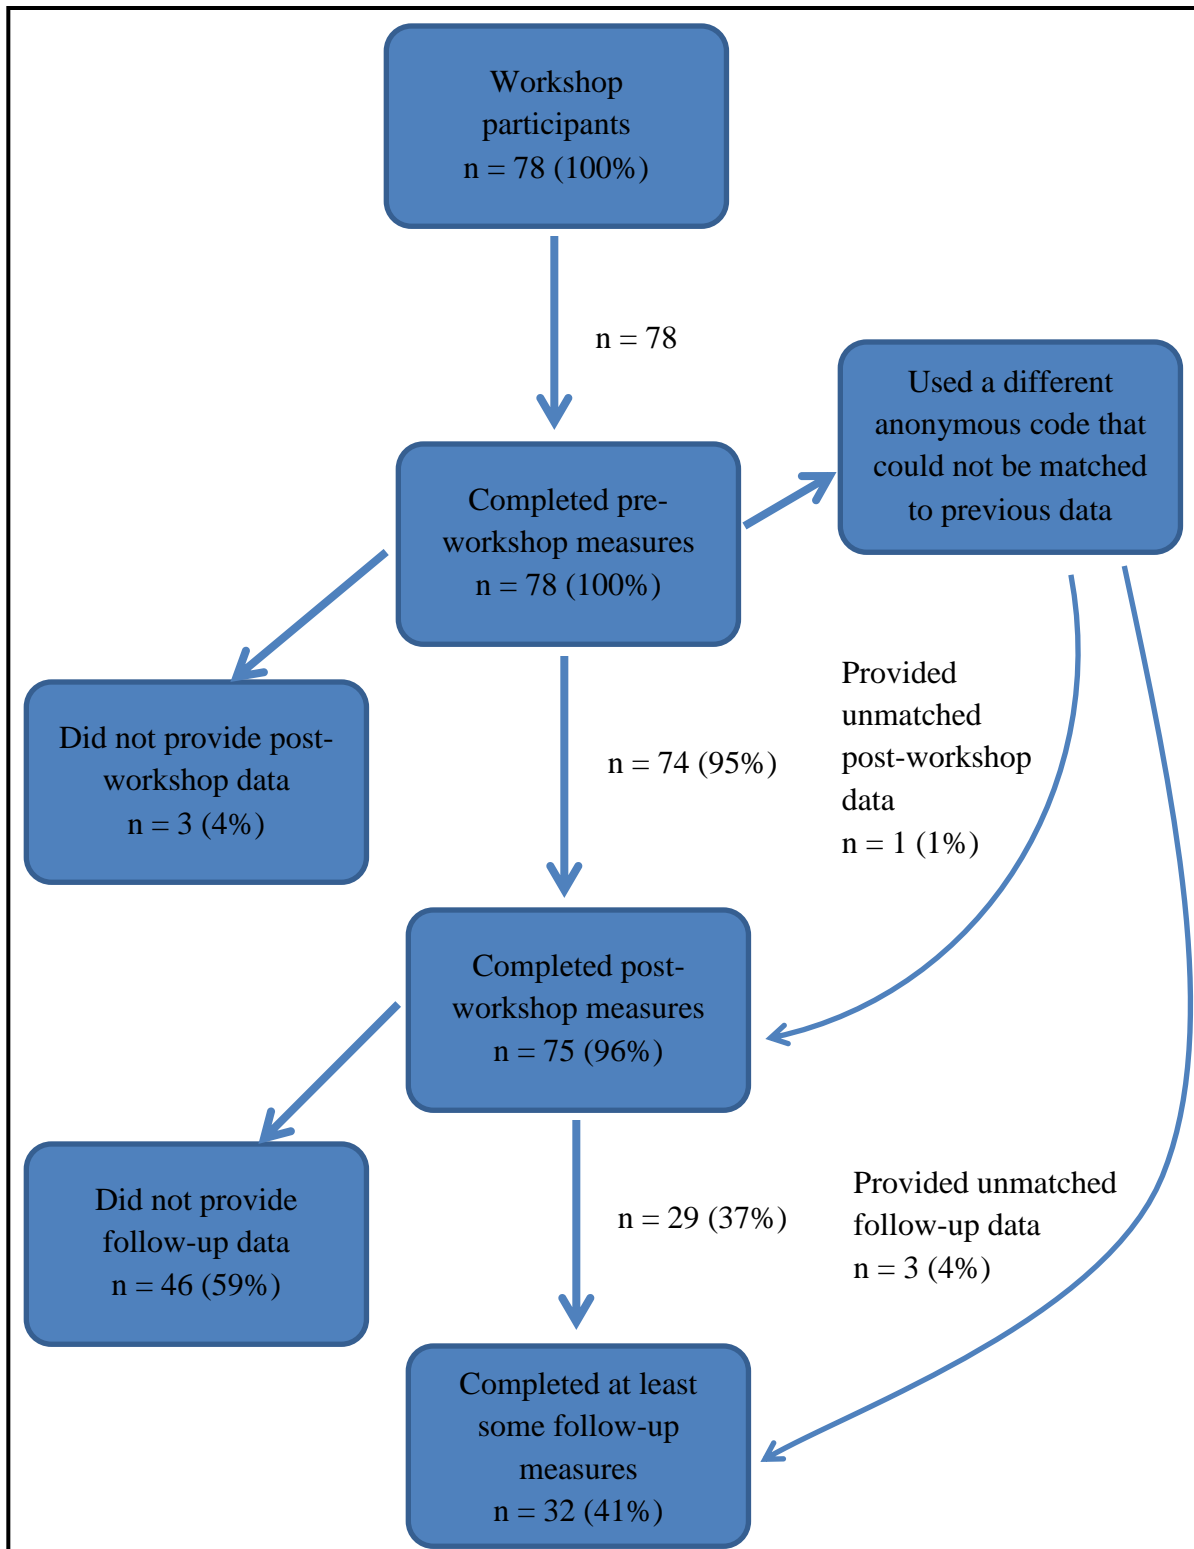 Workshop
participants
n = 78 (100%)
n = 78
Used a different
anonymous code that
could not be matched
to previous data
Completed pre-
workshop measures
n = 78 (100%)
Did not provide post-
workshop data
n = 3 (4%)
n = 74 (95%)
Provided
unmatched
post-workshop
data
n = 1 (1%)
Completed post-
workshop measures
n = 75 (96%)
Did not provide
follow-up data
n = 46 (59%)
n = 29 (37%)
Provided unmatched
follow-up data
n = 3 (4%)
Completed at least
some follow-up
measures
n = 32 (41%)